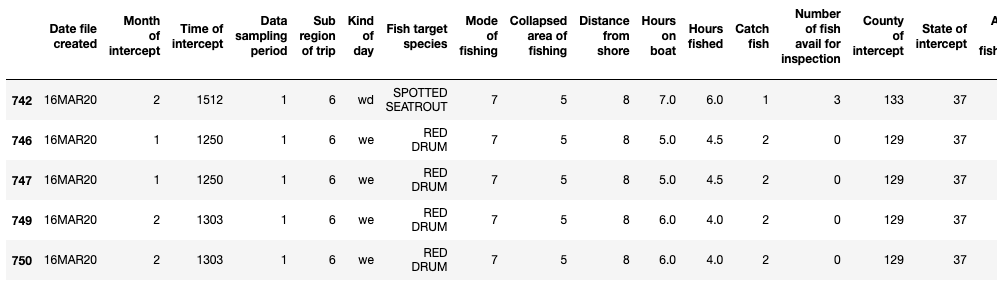 Date file created Month of intercept Time of intercept Data sampling period Sub region of trip Kind of day Fish target species Mode of fishing Collapsed area of fishing Distance from shore Hours on boat Hours fished Catch fish Number of fish avail for inspection County of intercept State of intercept
742 16MAR20 2 1512 1 6 wd SPOTTED SEATROUT 7 5 8 7.0 6.0 1 3 133 37
746 16MAR20 1 1250 1 6 we RED DRUM 7 5 8 5.0 4.5 2 0 129 37
747 16MAR20 1 1250 1 6 we RED DRUM 7 5 8 5.0 4.5 2 0 129 37
749 16MAR20 2 1303 1 6 we RED DRUM 7 5 8 6.0 4.0 2 0 129 37
750 16MAR20 2 1303 1 6 we RED DRUM 7 5 8 6.0 4.0 2 0 129 37